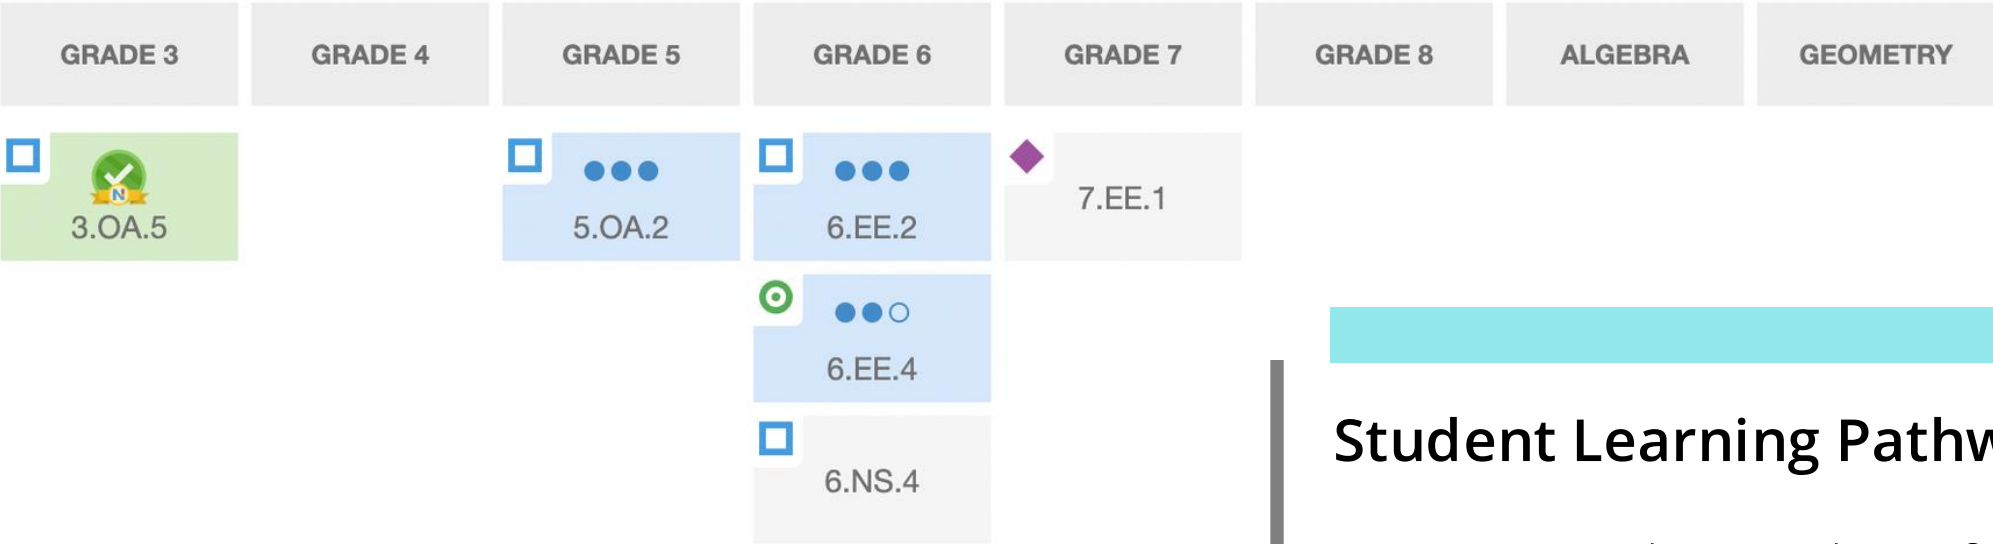 GRADE 3 GRADE 4 GRADE 5 GRADE 6 GRADE 7 GRADE 8 ALGEBRA GEOMETRY
N
3.OA.5 5.OA.2 6.EE.2 7.EE.1
6.EE.4
Student Learning Pathw
6.NS.4